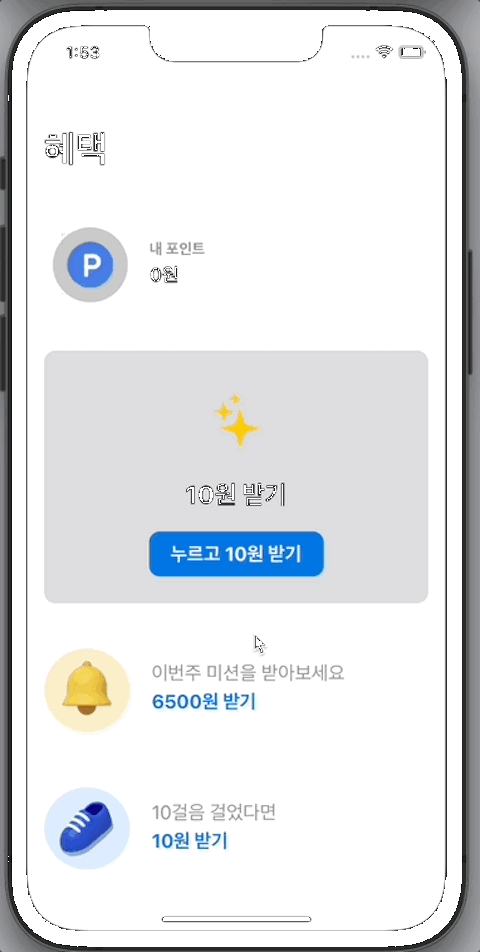 1:53
혜택
P
내 포인트
0원
10원 받기
누르고 10원 받기
이번주 미션을 받아보세요
6500원 받기
10걸음 걸었다면
10원 받기